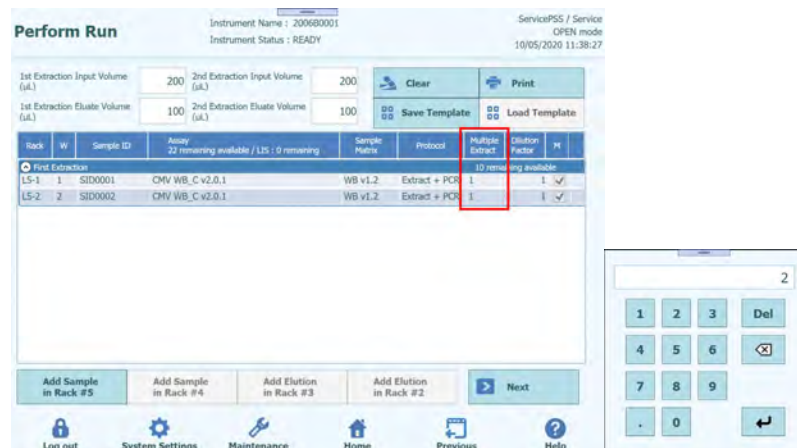 Perform Run
Instrument Name : 2006B0001
Instrument Status : READY
ServicePSS / Service
OPEN mode
10/05/2020 11:38:27
1st Extraction Input Volume (uL) 200 2nd Extraction Input Volume (uL) 200 Clear Print
1st Extraction Eluate Volume (uL) 100 2nd Extraction Eluate Volume (uL) 100 Save Template Load Template
Rack W Sample ID Assay 22 remaining available / LIS : 0 remaining Sample Matrix Protocol Multiple Extract Dilution Factor M
First Extraction 10 remaining available
LS-1 1 SID0001 CMV WB_C v2.0.1 WB v1.2 Extract + PCR 1 1
LS-2 2 SID0002 CMV WB_C v2.0.1 WB v1.2 Extract + PCR 1 1
Add Sample in Rack #5 Add Sample in Rack #4 Add Elution in Rack #3 Add Elution in Rack #2 Next
Log out System Settings Maintenance Home Previous Help
2
1 2 3 Del
4 5 6
7 8 9
. 0